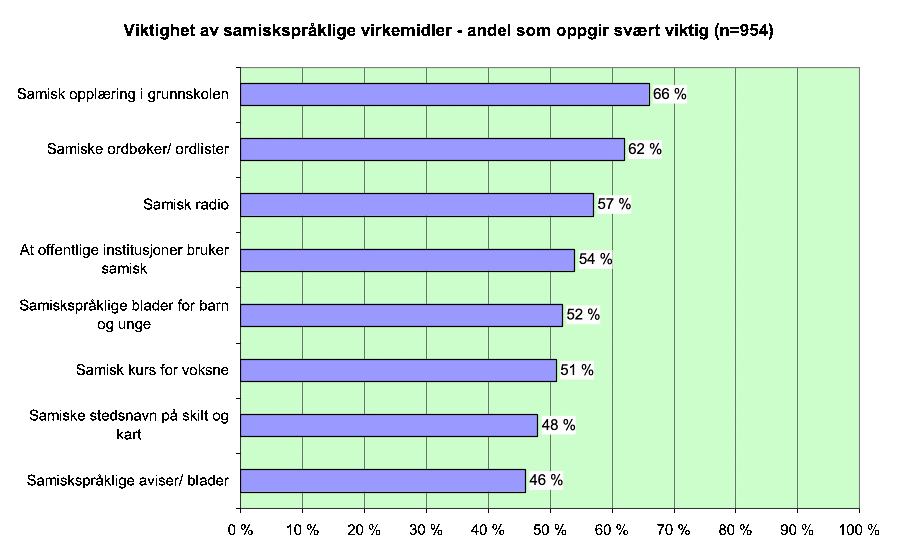 Viktighet av samiskspråklige virkemidler - andel som oppgir svært viktig (n=954)
Samisk opplæring i grunnskolen
66 %
Samiske ordbøker/ ordlister
62 %
Samisk radio
57 %
At offentlige institusjoner bruker
samisk
54 %
Samiskspråklige blader for barn
og unge
52 %
Samisk kurs for voksne
51 %
Samiske stedsnavn på skilt og
kart
48 %
Samiskspråklige aviser/ blader
46 %
0 % 10 % 20 % 30 % 40 % 50 % 60 % 70 % 80 % 90 % 100 %